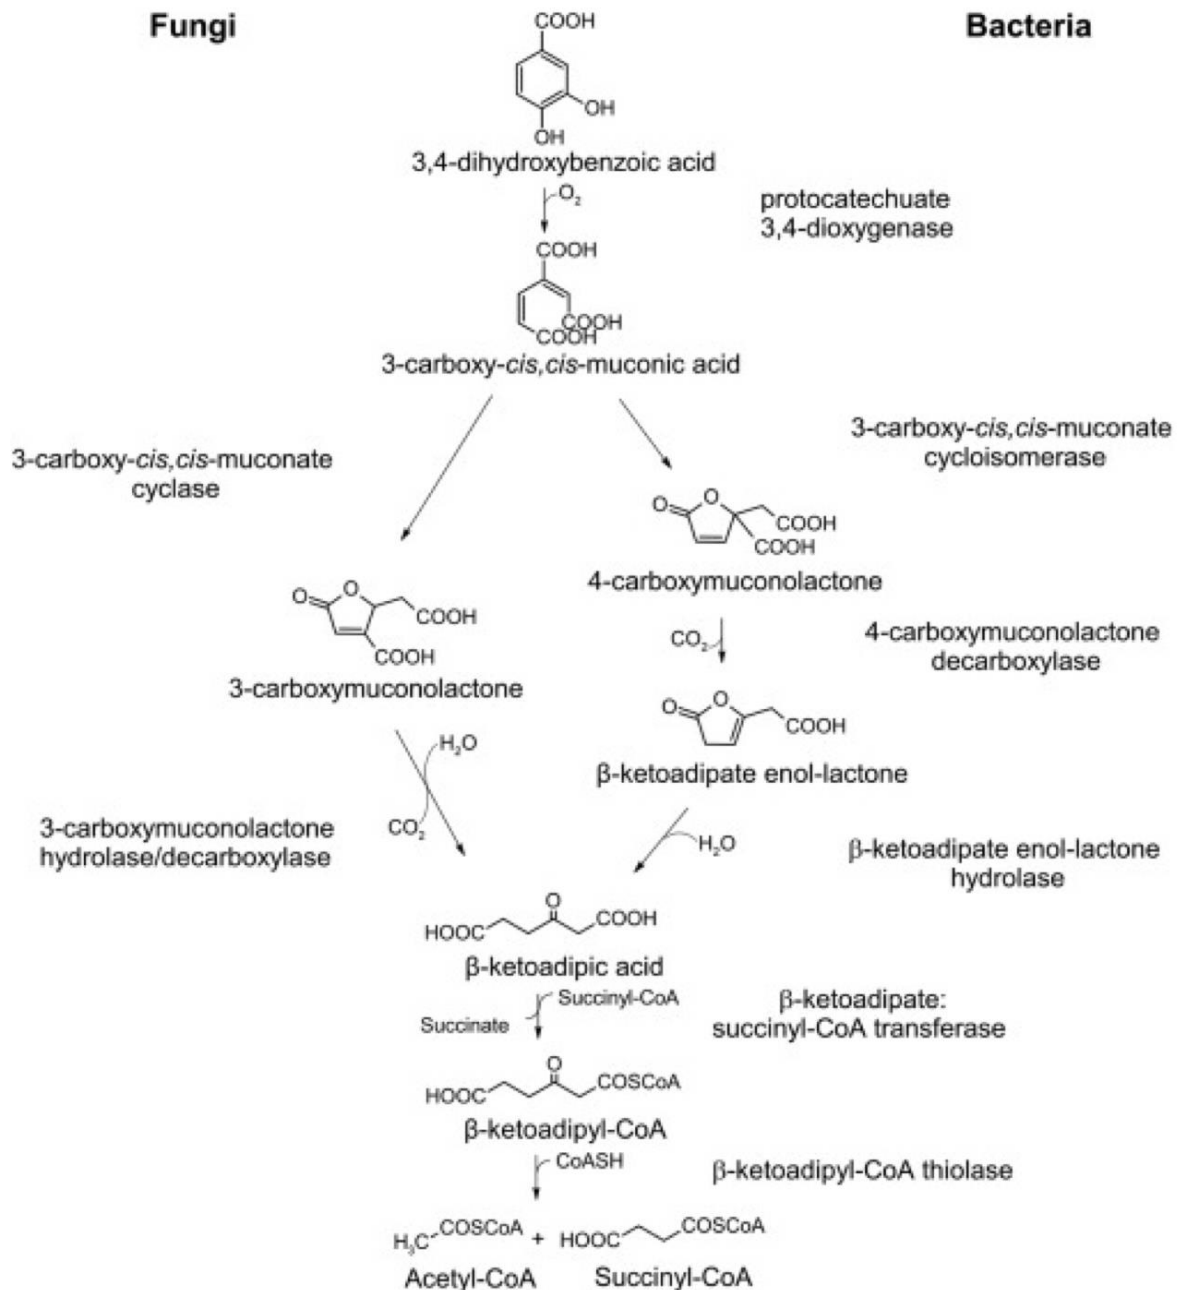 Fungi
Bacteria
COOH
OH
OH
3,4-dihydroxybenzoic acid
O₂
protocatechuate
3,4-dioxygenase
COOH
COOH
COOH
3-carboxy-cis,cis-muconic acid
3-carboxy-cis,cis-muconate
cyclase
3-carboxy-cis,cis-muconate
cycloisomerase
O
O
COOH
COOH
4-carboxymuconolactone
O
O
COOH
COOH
3-carboxymuconolactone
CO₂
4-carboxymuconolactone
decarboxylase
O
O
COOH
β-ketoadipate enol-lactone
H₂O
CO₂
3-carboxymuconolactone
hydrolase/decarboxylase
H₂O
β-ketoadipate enol-lactone
hydrolase
O
HOOC
COOH
β-ketoadipic acid
Succinyl-CoA
Succinate
β-ketoadipate:
succinyl-CoA transferase
O
HOOC
COSCoA
β-ketoadipyl-CoA
CoASH
β-ketoadipyl-CoA thiolase
H₃C
COSCoA
+
HOOC
COSCoA
Acetyl-CoA
Succinyl-CoA